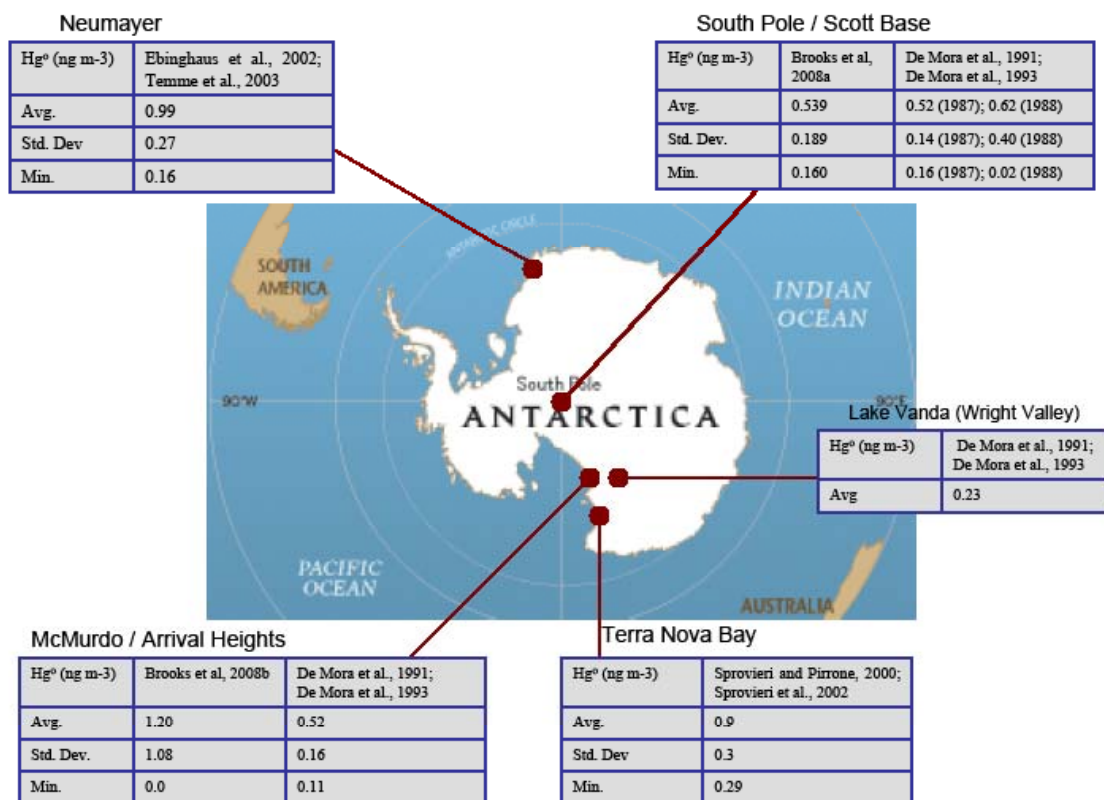 Neumayer
Hgº (ng m-3) Ebinghaus et al., 2002;
Temme et al., 2003
Avg. 0.99
Std. Dev 0.27
Min. 0.16
South Pole / Scott Base
Hgº (ng m-3) Brooks et al, De Mora et al., 1991;
2008a De Mora et al., 1993
Avg. 0.539 0.52 (1987); 0.62 (1988)
Std. Dev. 0.189 0.14 (1987); 0.40 (1988)
Min. 0.160 0.16 (1987); 0.02 (1988)
ANTARCTIC CIRCLE
SOUTH
AMERICA
INDIAN
OCEAN
South Pole
90°W
90°E
ANTARCTICA
Lake Vanda (Wright Valley)
Hgº (ng m-3) De Mora et al., 1991;
De Mora et al., 1993
Avg 0.23
PACIFIC
OCEAN
AUSTRALIA
McMurdo / Arrival Heights
Hgº (ng m-3) Brooks et al, 2008b De Mora et al., 1991;
De Mora et al., 1993
Avg. 1.20 0.52
Std. Dev. 1.08 0.16
Min. 0.0 0.11
Terra Nova Bay
Hgº (ng m-3) Sprovieri and Pirrone, 2000;
Sprovieri et al., 2002
Avg. 0.9
Std. Dev 0.3
Min. 0.29